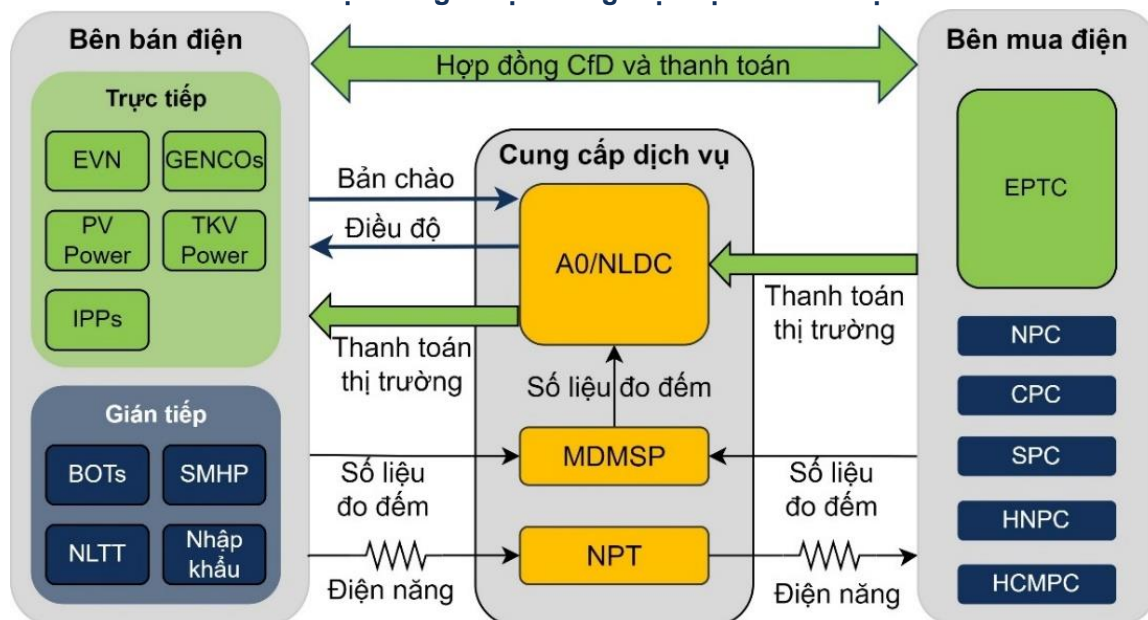 Bên bán điện
Trực tiếp
EVN
GENCOs
PV
Power
TKV
Power
IPPs
Gián tiếp
BOTs
SMHP
NLTT
Nhập
khẩu
Hợp đồng CfD và thanh toán
Bản chào
Điều độ
Thanh toán
thị trường
Số liệu
đo đếm
Điện năng
Cung cấp dịch vụ
A0/NLDC
Số liệu đo đếm
MDMSP
NPT
Thanh toán
thị trường
Số liệu
đo đếm
Điện năng
Bên mua điện
EPTC
NPC
CPC
SPC
HNPC
HCMPC